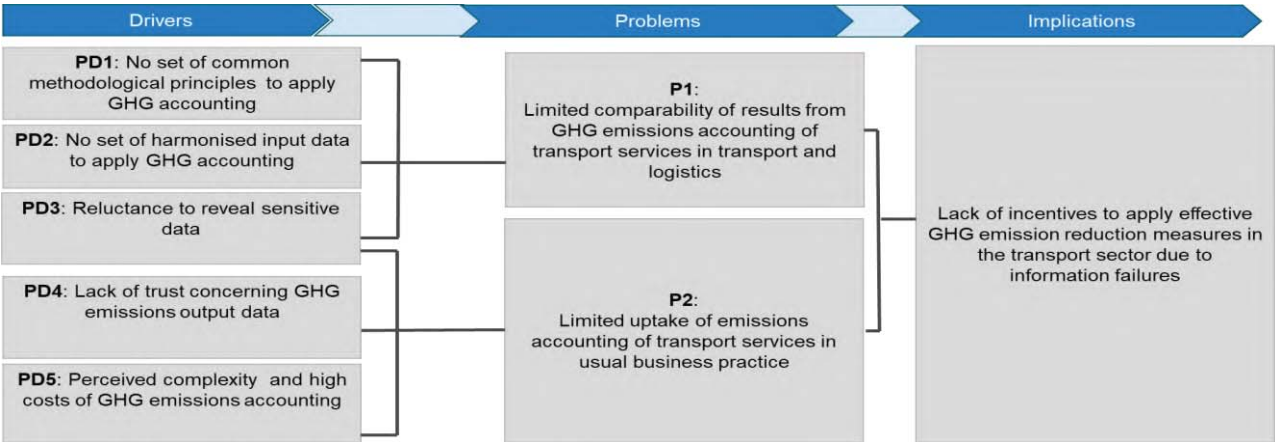 Drivers
Problems
Implications
PD1: No set of common
methodological principles to apply
GHG accounting
PD2: No set of harmonised input data
to apply GHG accounting
PD3: Reluctance to reveal sensitive
data
PD4: Lack of trust concerning GHG
emissions output data
PD5: Perceived complexity and high
costs of GHG emissions accounting
P1:
Limited comparability of results from
GHG emissions accounting of
transport services in transport and
logistics
P2:
Limited uptake of emissions
accounting of transport services in
usual business practice
Lack of incentives to apply effective
GHG emission reduction measures in
the transport sector due to
information failures